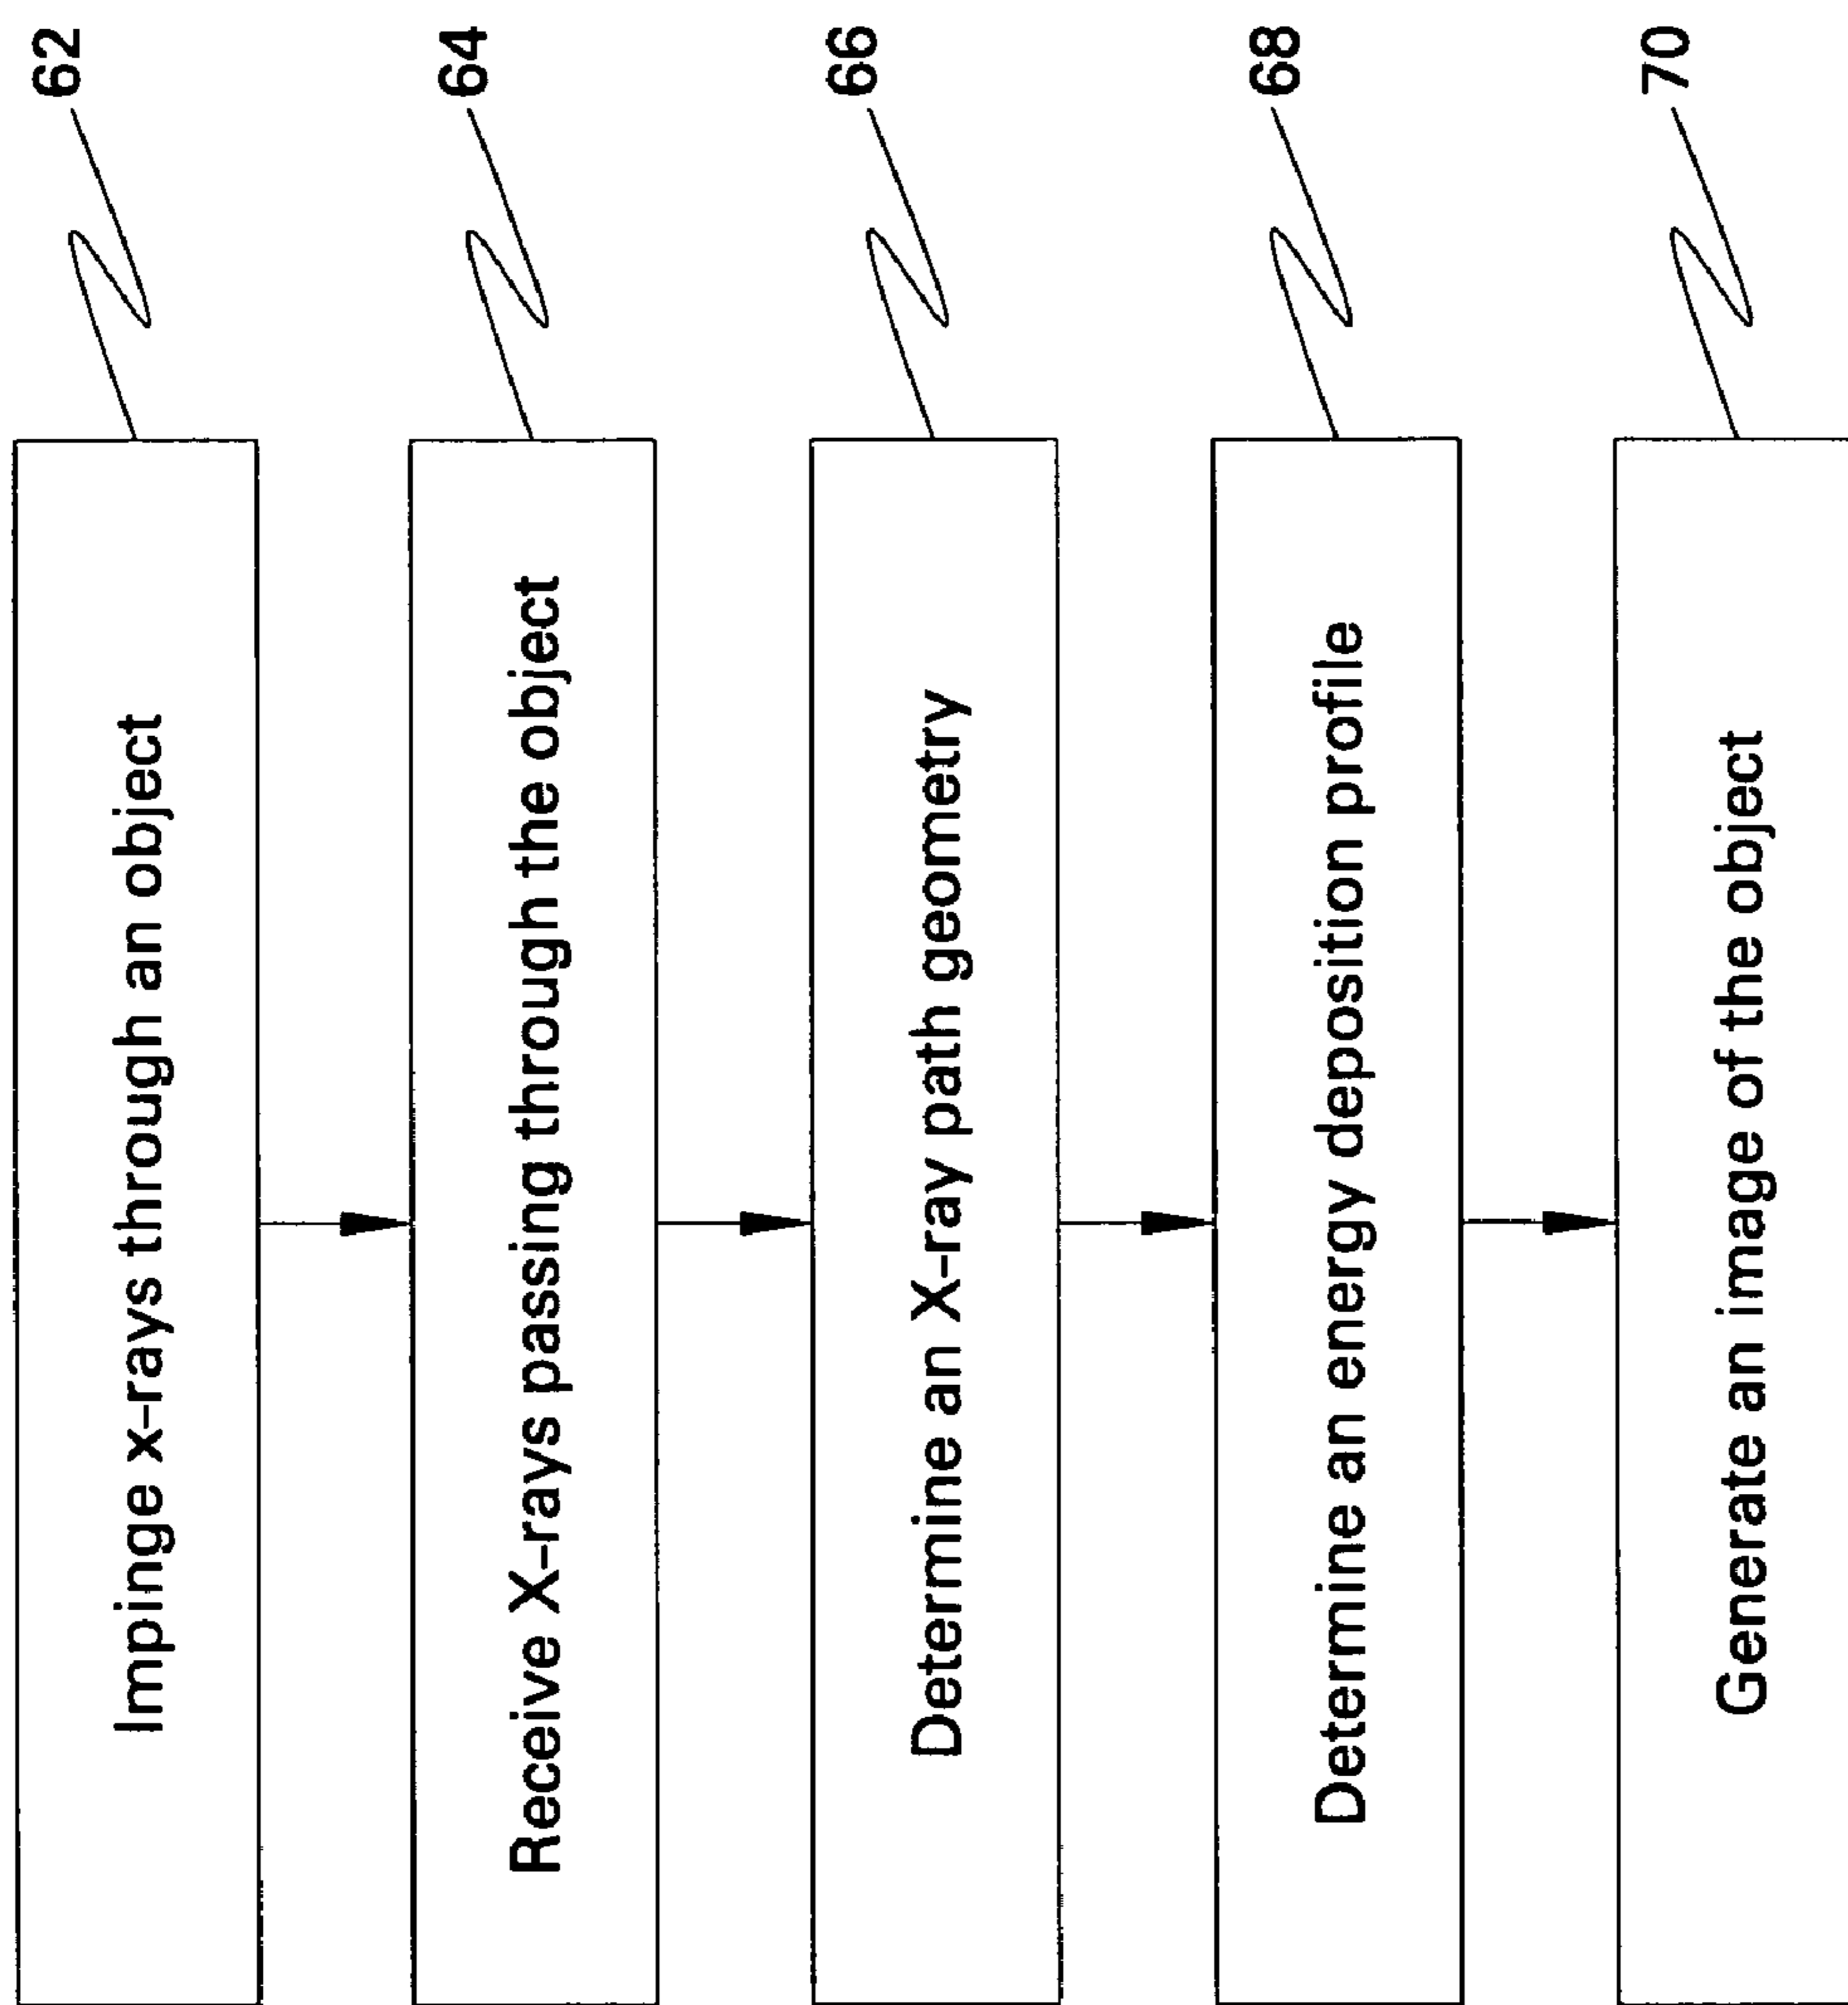 Impinge x-rays through an object
62
Receive X-rays passing through the object
64
Determine an X-ray path geometry
66
Determine an energy deposition profile
68
Generate an image of the object
70